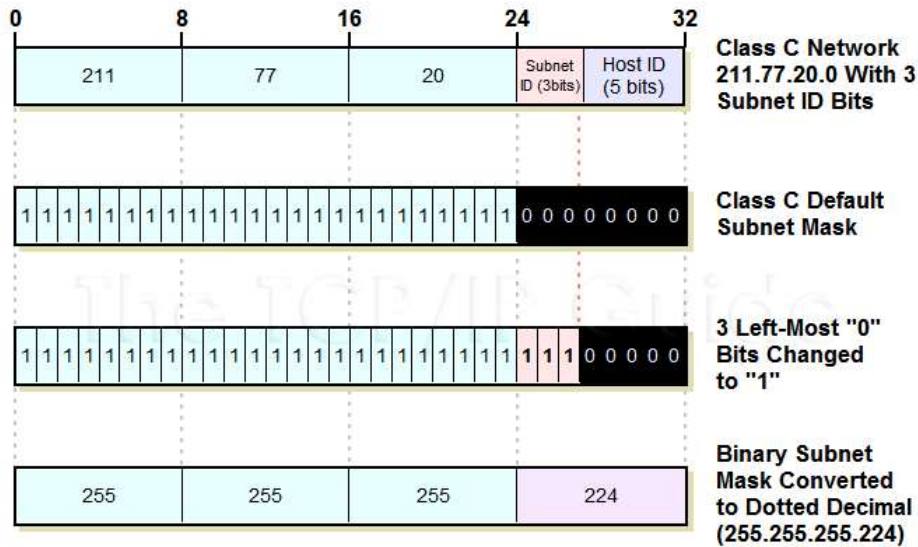 0 8 16 24 32
211 77 20 Subnet ID (3bits) Host ID (5 bits)
Class C Network
211.77.20.0 With 3
Subnet ID Bits
1 1 1 1 1 1 1 1 1 1 1 1 1 1 1 1 1 1 1 1 1 1 1 1 0 0 0 0 0 0 0 0
Class C Default
Subnet Mask
The TCP/IP Guide
1 1 1 1 1 1 1 1 1 1 1 1 1 1 1 1 1 1 1 1 1 1 1 1 1 1 1 0 0 0 0 0
3 Left-Most "0"
Bits Changed
to "1"
255 255 255 224
Binary Subnet
Mask Converted
to Dotted Decimal
(255.255.255.224)